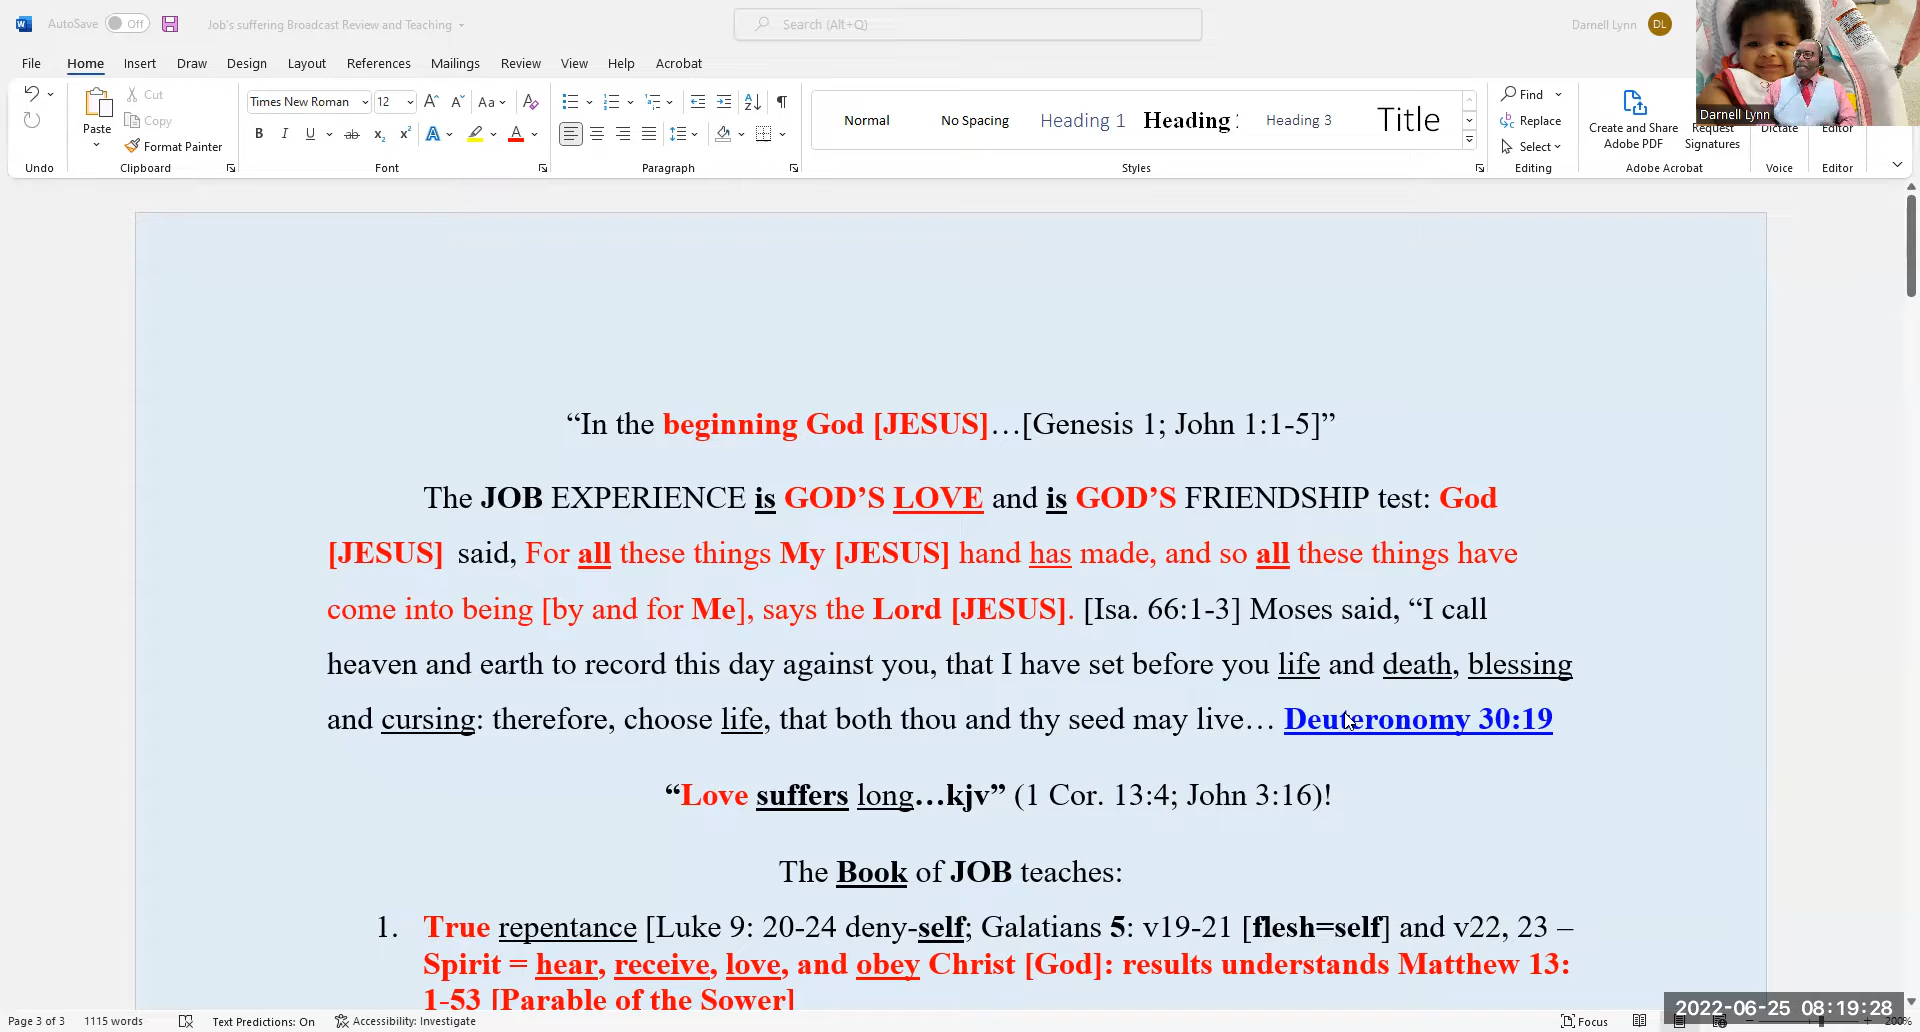 AutoSave Off Job's suffering Broadcast Review and Teaching Search (Alt+Q) Darnell Lynn DL
File Home Insert Draw Design Layout References Mailings Review View Help Acrobat
Darnell Lynn
Paste Cut Copy Format Painter
Times New Roman 12
Normal No Spacing Heading 1 Heading Heading 3 Title
Find Replace Select
Create and Share Adobe PDF
Request Signatures
Dictate Editor
Undo Clipboard Font Paragraph Styles Editing Adobe Acrobat Voice Editor
“In the beginning God [JESUS]…[Genesis 1; John 1:1-5]”
The JOB EXPERIENCE is GOD’S LOVE and is GOD’S FRIENDSHIP test: God
[JESUS] said, For all these things My [JESUS] hand has made, and so all these things have
come into being [by and for Me], says the Lord [JESUS]. [Isa. 66:1-3] Moses said, “I call
heaven and earth to record this day against you, that I have set before you life and death, blessing
and cursing: therefore, choose life, that both thou and thy seed may live… Deuteronomy 30:19
“Love suffers long…kjv” (1 Cor. 13:4; John 3:16)!
The Book of JOB teaches:
1. True repentance [Luke 9: 20-24 deny-self; Galatians 5: v19-21 [flesh=self] and v22, 23 –
Spirit = hear, receive, love, and obey Christ [God]: results understands Matthew 13:
1-53 [Parable of the Sower]
2022-06-25 08:19:28
Page 3 of 3 1115 words Text Predictions: On Accessibility: Investigate Focus 200%